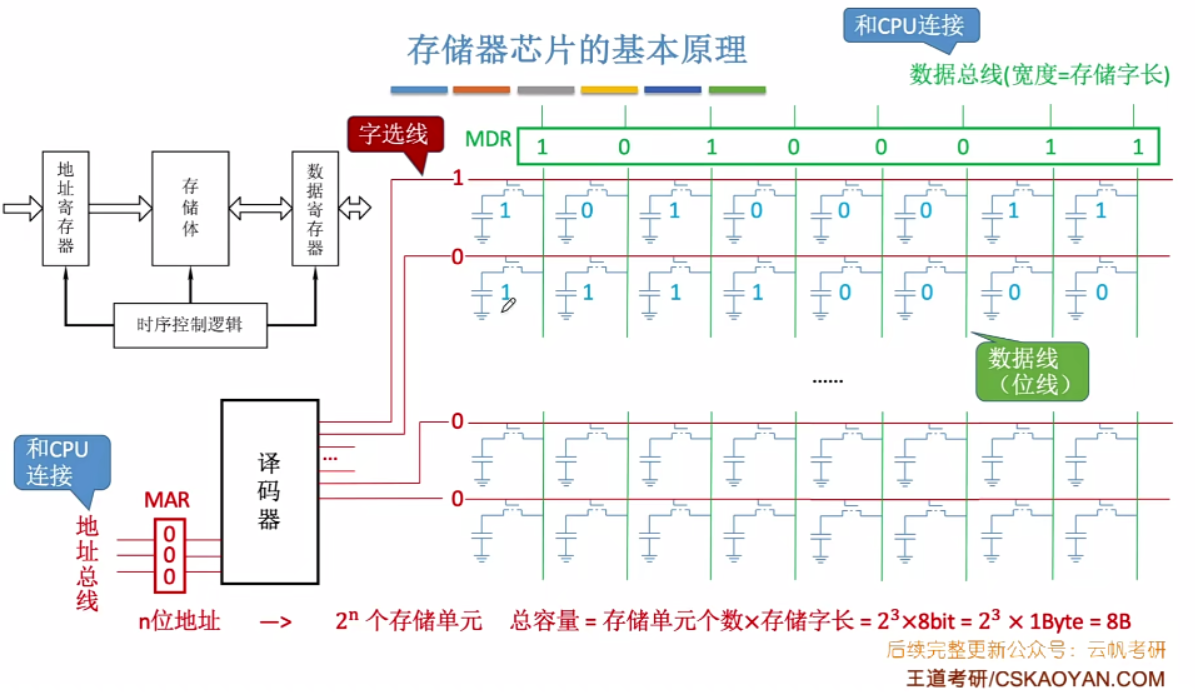 存储器芯片的基本原理
和CPU连接
数据总线(宽度=存储字长)
字选线
MDR
1 0 1 0 0 0 1 1
地址寄存器
存储体
数据寄存器
时序控制逻辑
1
1 0 1 0 0 0 1 1
0
1 1 1 1 0 0 0 0
数据线
（位线）
......
0
0
译码器
...
和CPU
连接
MAR
地址总线
0
0
0
n位地址 —> 2ⁿ 个存储单元 总容量 = 存储单元个数×存储字长 = 2³×8bit = 2³ × 1Byte = 8B
后续完整更新公众号：云帆考研
王道考研/CSKAOYAN.COM